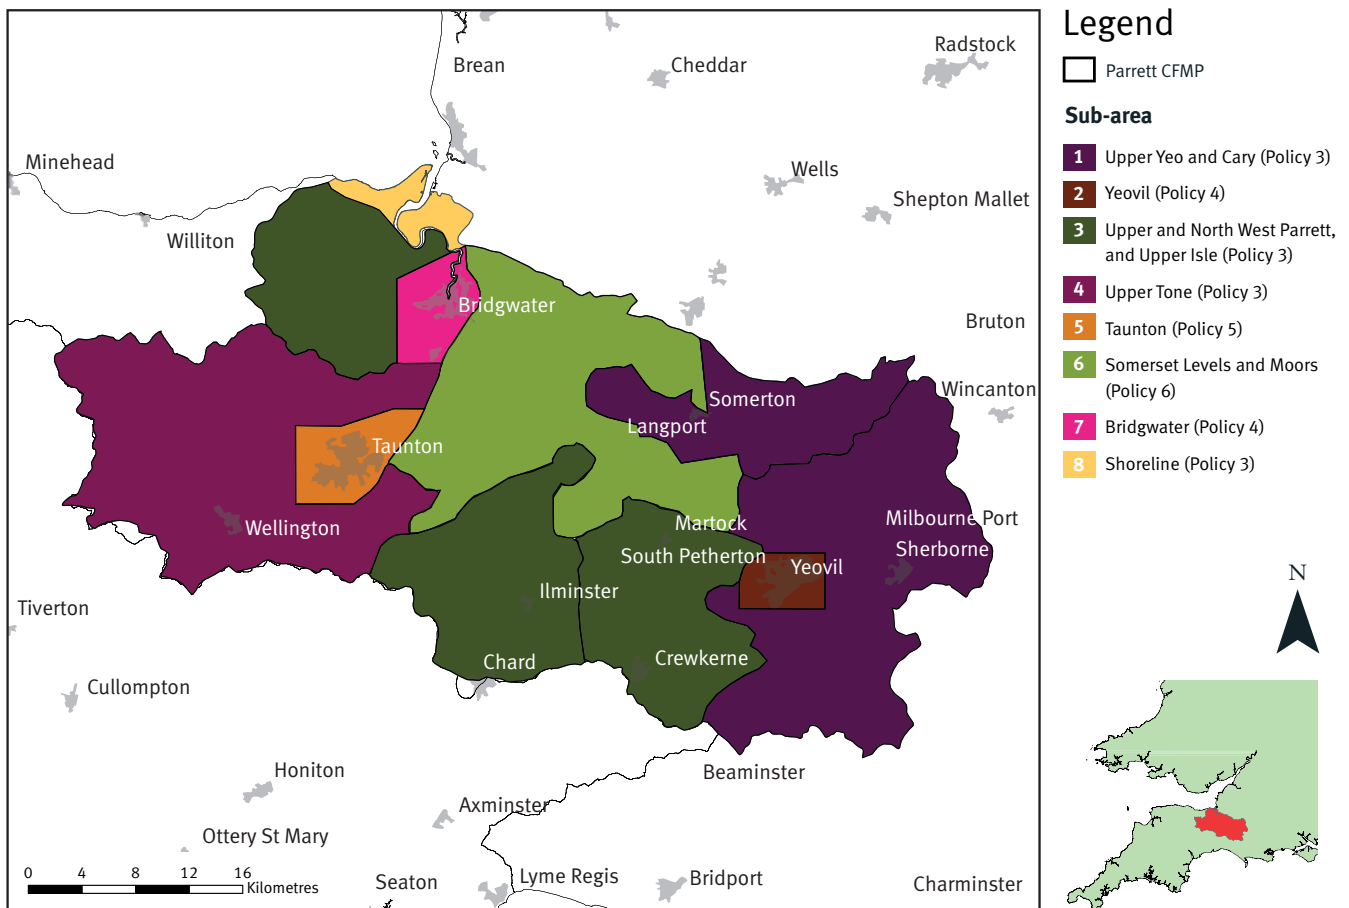 Legend
Parrett CFMP
Sub-area
1 Upper Yeo and Cary (Policy 3)
2 Yeovil (Policy 4)
3 Upper and North West Parrett,
and Upper Isle (Policy 3)
4 Upper Tone (Policy 3)
5 Taunton (Policy 5)
6 Somerset Levels and Moors
(Policy 6)
7 Bridgwater (Policy 4)
8 Shoreline (Policy 3)
Radstock
Brean
Cheddar
Minehead
Wells
Shepton Mallet
Williton
Bridgwater
Bruton
Wincanton
Somerton
Langport
Taunton
Milbourne Port
Martock
Wellington
Sherborne
South Petherton
Yeovil
Ilminster
Tiverton
Chard
Crewkerne
Cullompton
Honiton
Beaminster
Axminster
Ottery St Mary
Seaton
Lyme Regis
Bridport
Charminster
0 4 8 12 16
Kilometres
N